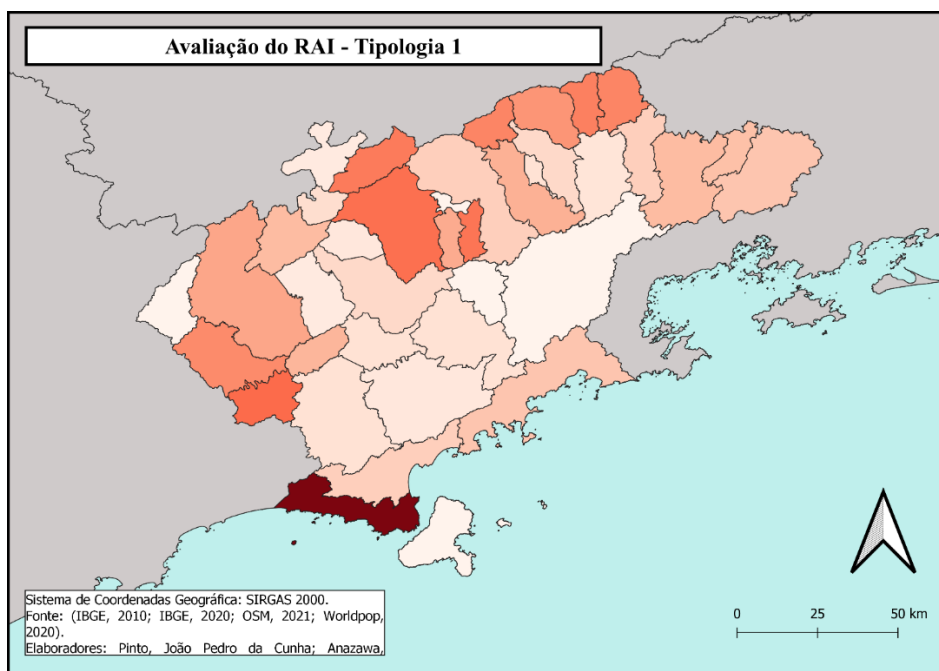 Avaliação do RAI - Tipologia 1
Sistema de Coordenadas Geográfica: SIRGAS 2000.
Fonte: (IBGE, 2010; IBGE, 2020; OSM, 2021; Worldpop,
2020).
Elaboradores: Pinto, João Pedro da Cunha; Anazawa,
0 25 50 km